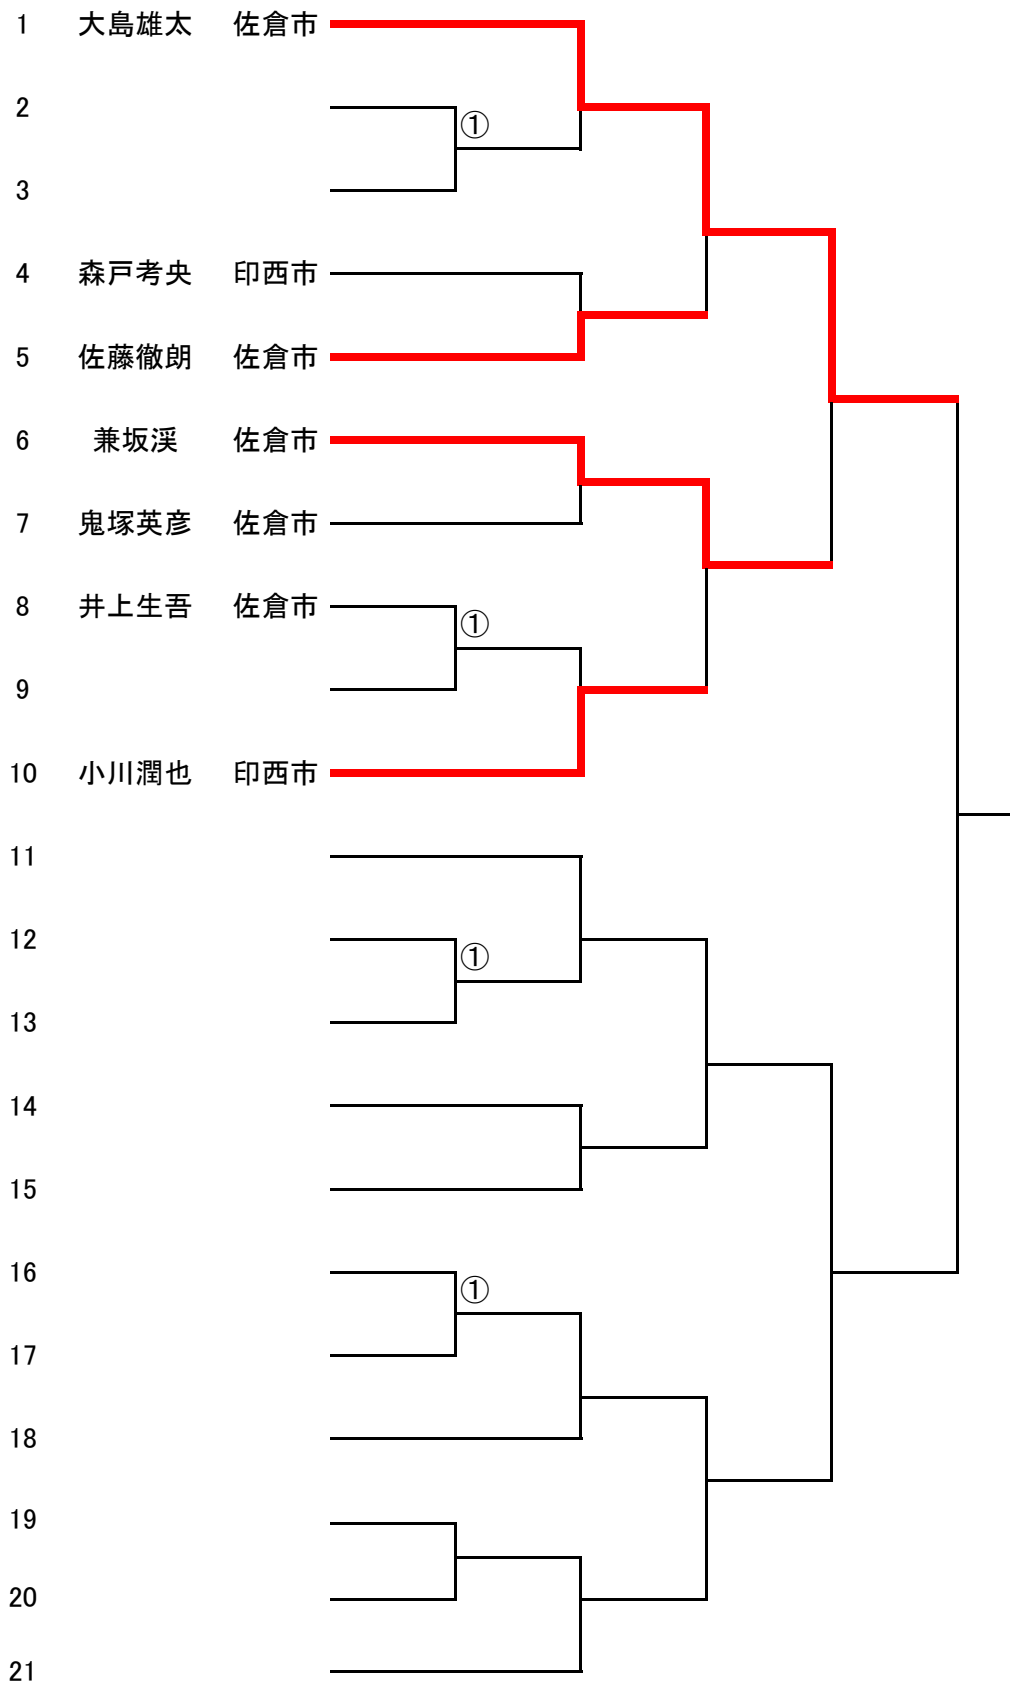 1 大島雄太 佐倉市
2
①
3
4 森戸考央 印西市
5 佐藤徹朗 佐倉市
6 兼坂渓 佐倉市
7 鬼塚英彦 佐倉市
8 井上生吾 佐倉市
①
9
10 小川潤也 印西市
11
12
①
13
14
15
16
①
17
18
19
20
21